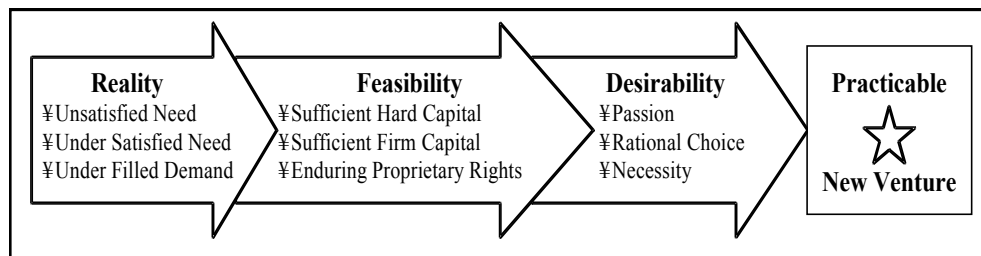 Reality
¥Unsatisfied Need
¥Under Satisfied Need
¥Under Filled Demand
Feasibility
¥Sufficient Hard Capital
¥Sufficient Firm Capital
¥Enduring Proprietary Rights
Desirability
¥Passion
¥Rational Choice
¥Necessity
Practicable
New Venture